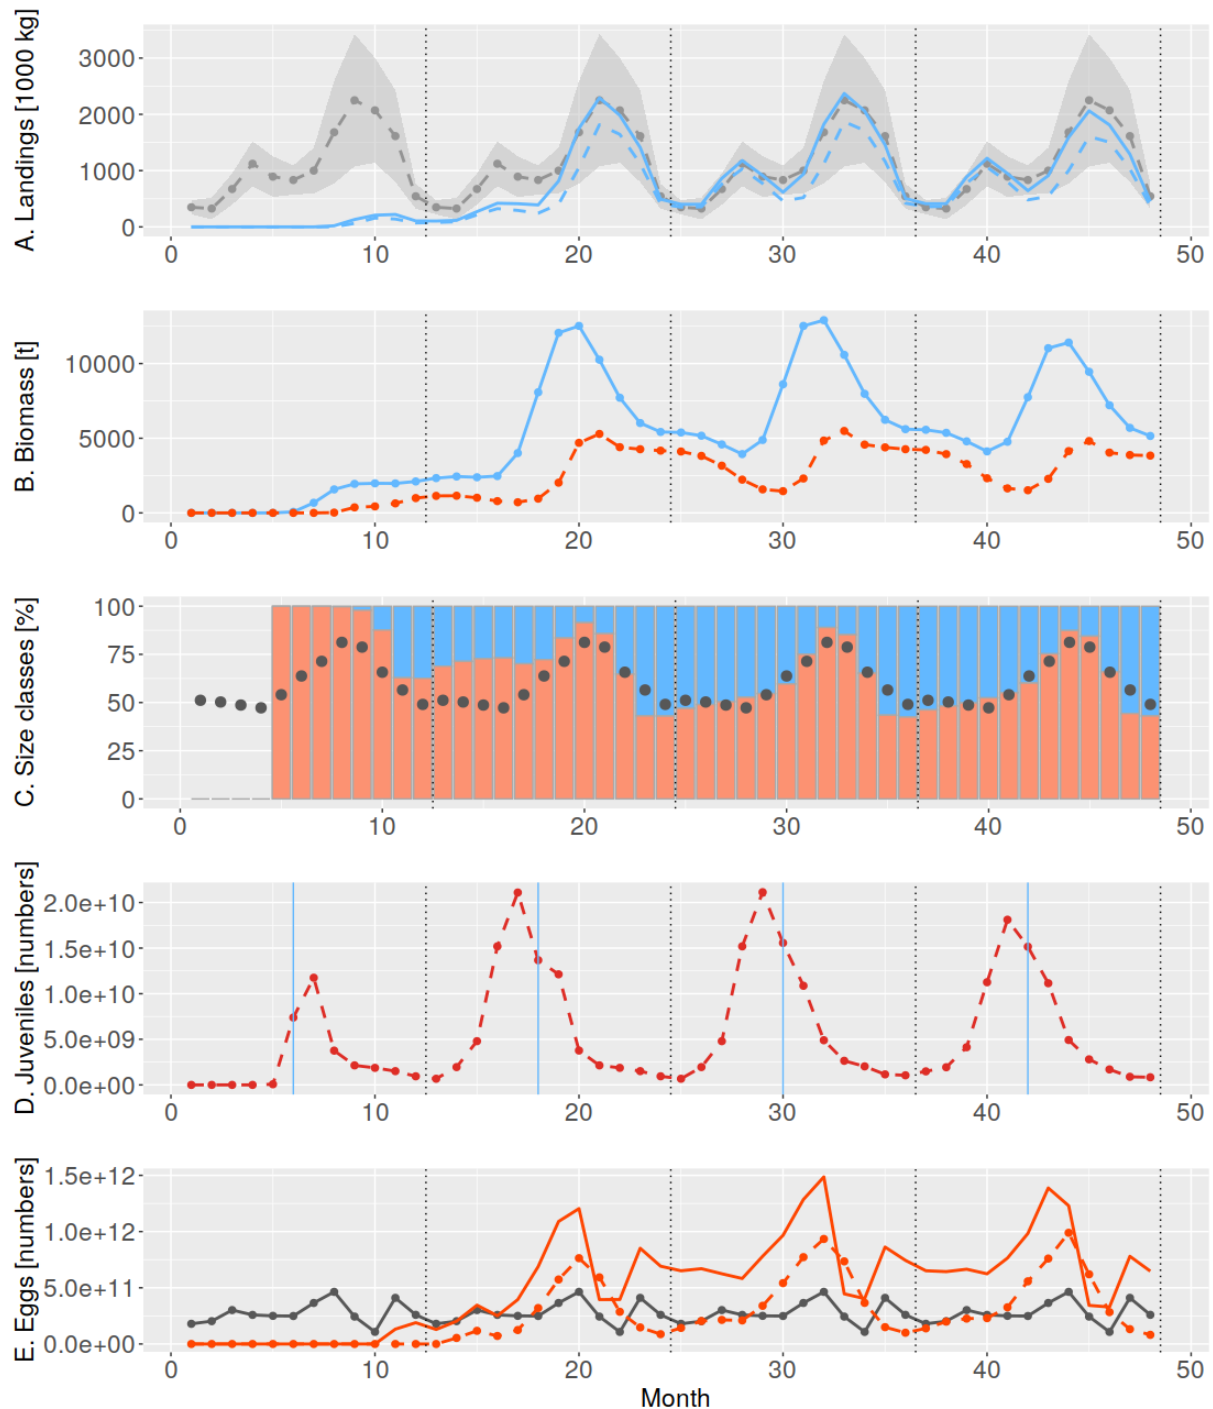 A. Landings [1000 kg]
3000
2000
1000
0
0 10 20 30 40 50
B. Biomass [t]
10000
5000
0
0 10 20 30 40 50
C. Size classes [%]
100
75
50
25
0
0 10 20 30 40 50
D. Juveniles [numbers]
2.0e+10
1.5e+10
1.0e+10
5.0e+09
0.0e+00
0 10 20 30 40 50
E. Eggs [numbers]
1.5e+12
1.0e+12
5.0e+11
0.0e+00
0 10 20 30 40 50
Month